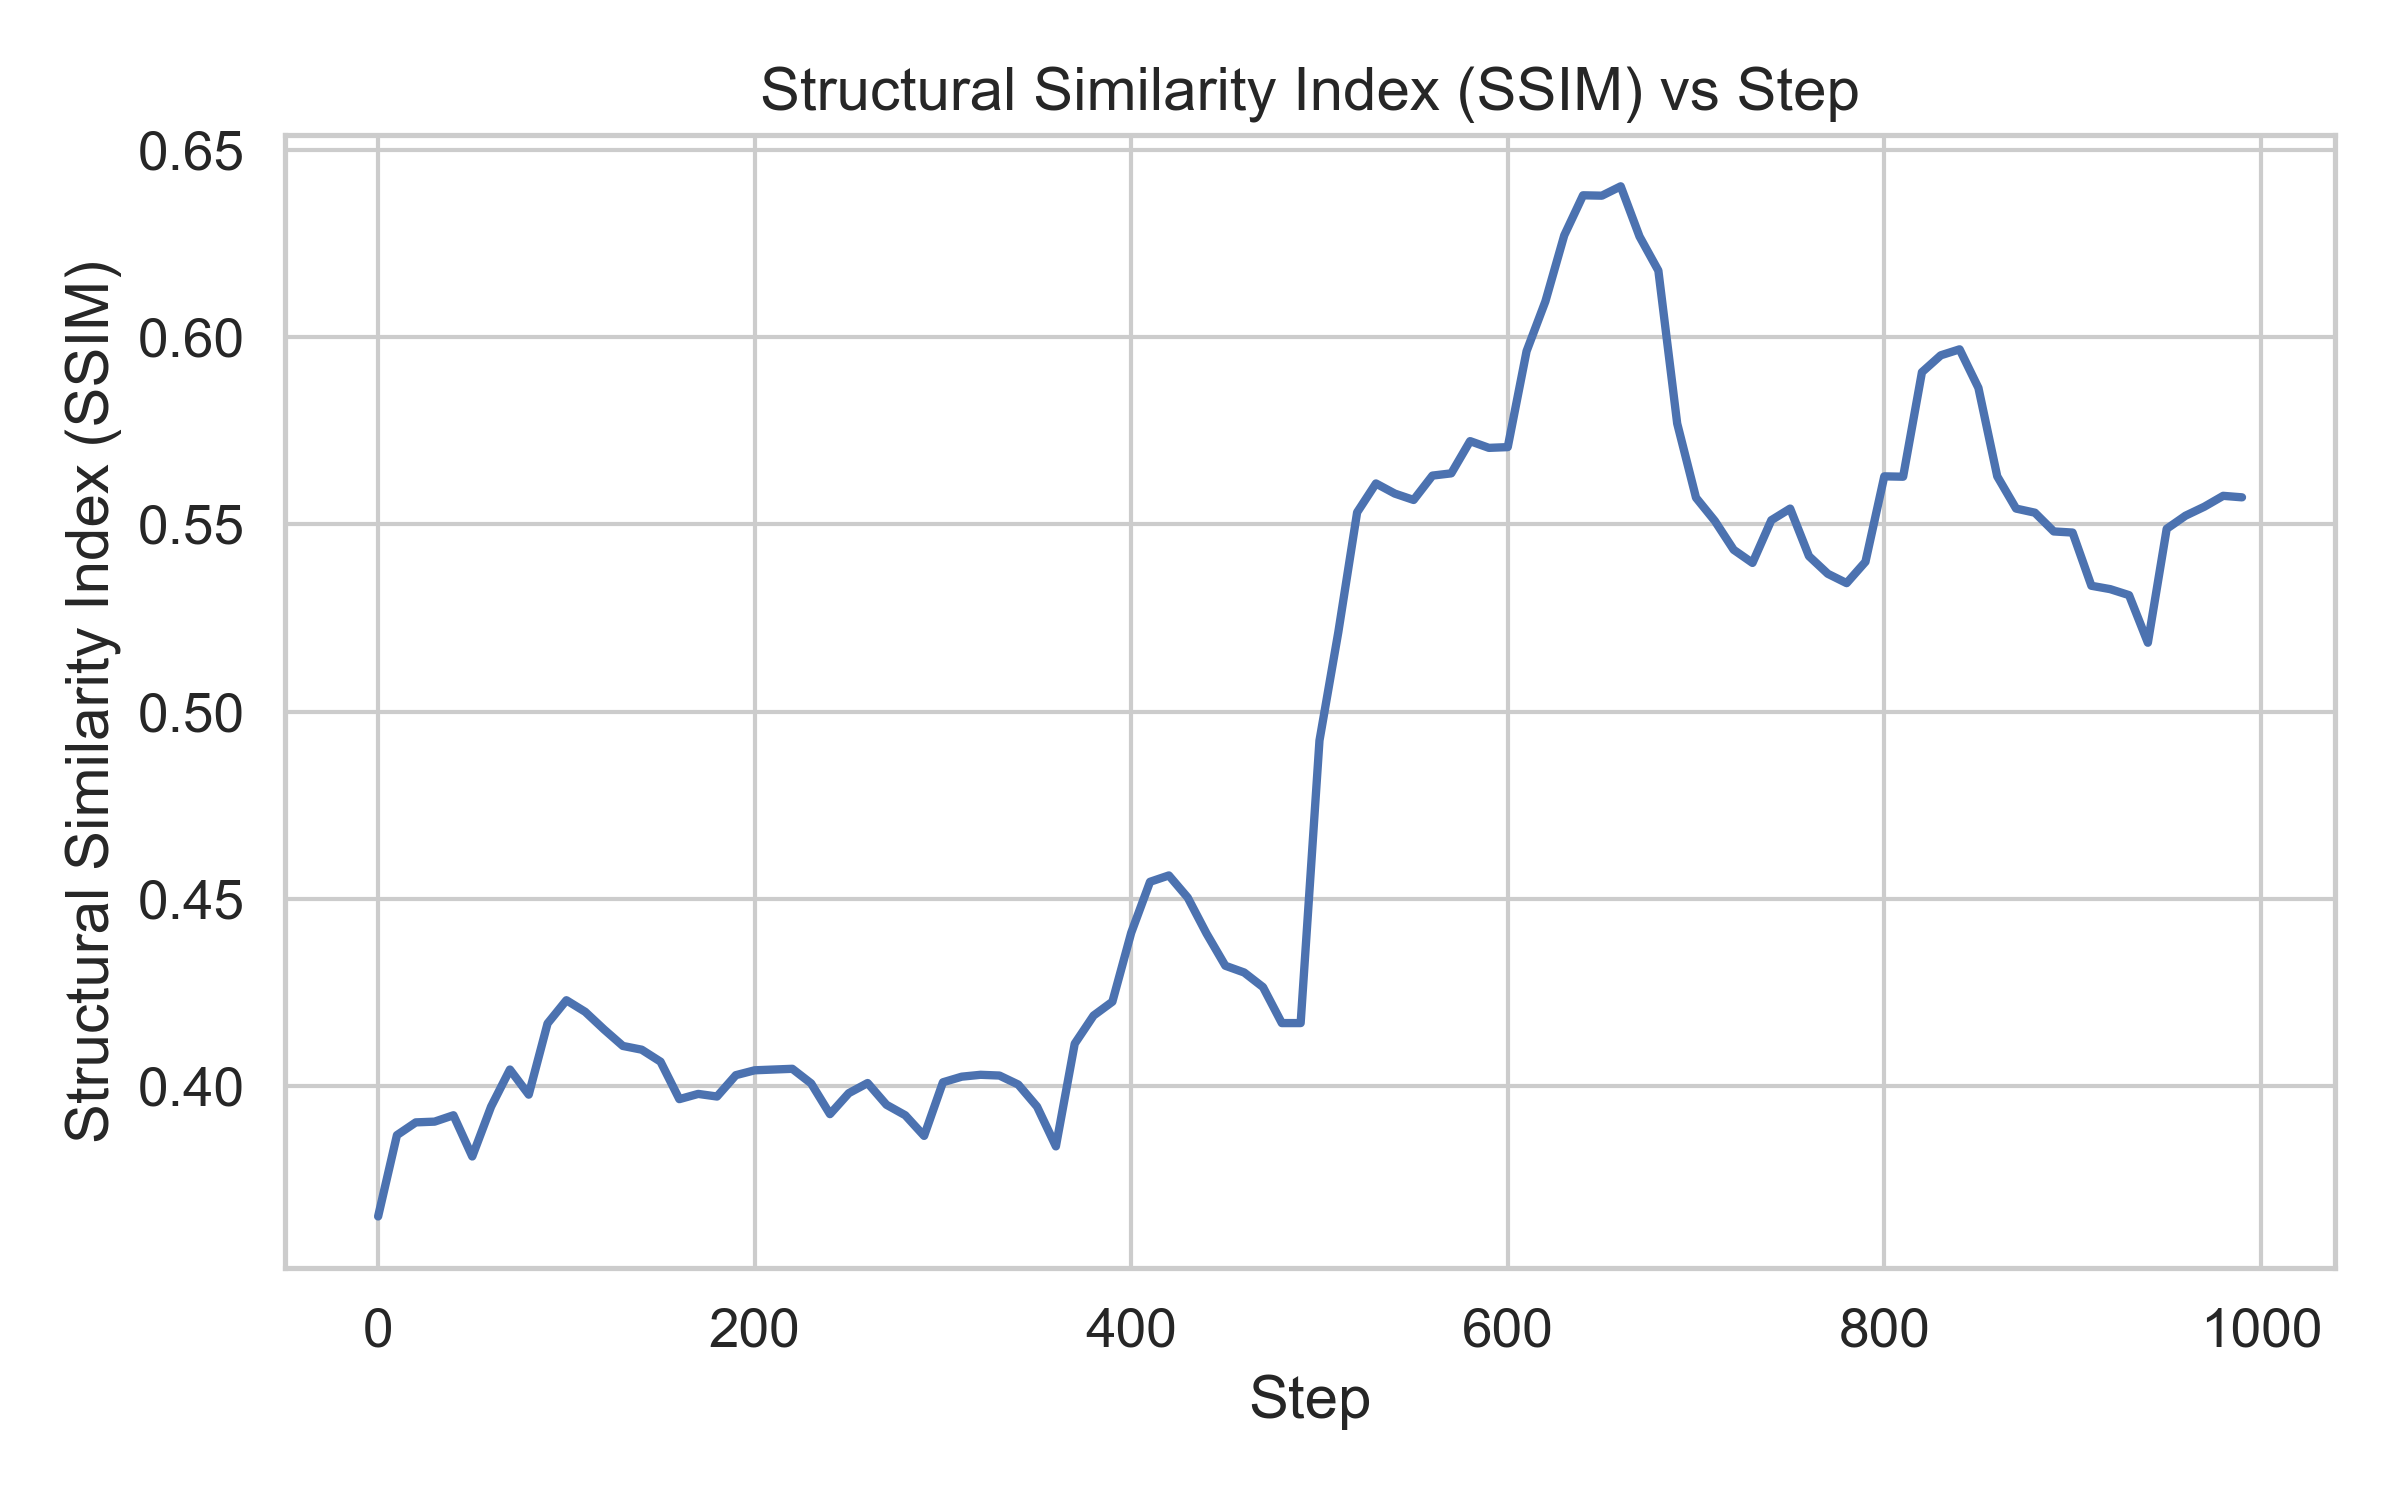 Structural Similarity Index (SSIM) vs Step
Structural Similarity Index (SSIM)
0.65
0.60
0.55
0.50
0.45
0.40
0 200 400 600 800 1000
Step